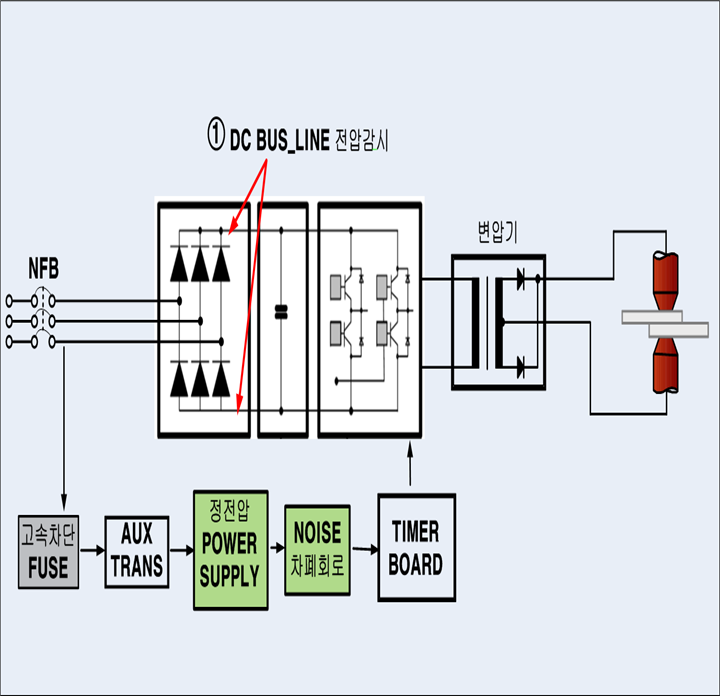 ① DC BUS_LINE 전압감시
변압기
NFB
고속차단
FUSE
AUX
TRANS
정전압
POWER
SUPPLY
NOISE
차폐회로
TIMER
BOARD